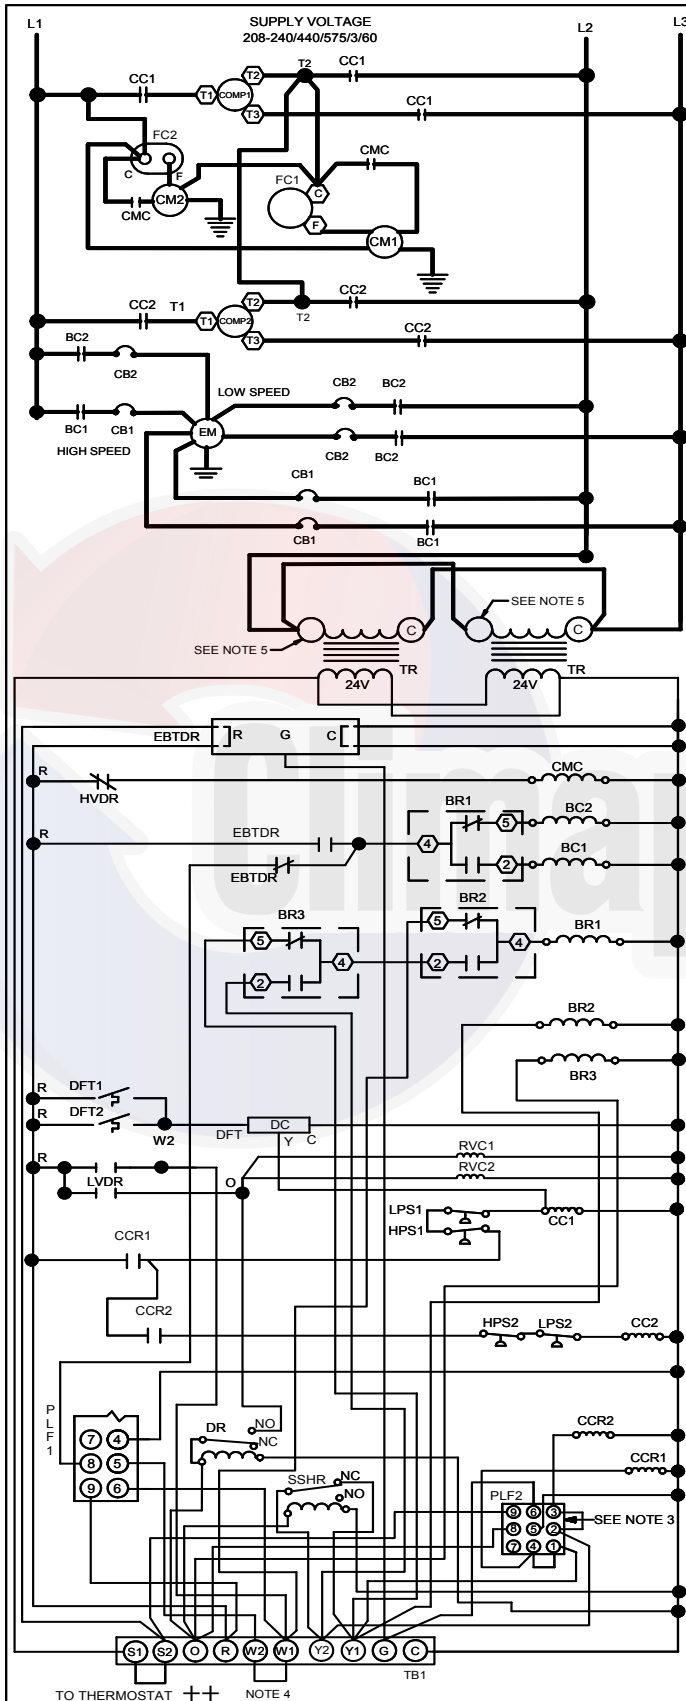 L1
SUPPLY VOLTAGE
208-240/440/575/3/60
L2
L3
CC1
T1
COMP1
T2
T2
CC1
T3
CC1
FC2
C
F
CMC
CM2
FC1
C
F
CMC
CM1
CC2
T1
T1
COMP2
T2
T2
CC2
T3
CC2
BC2
CB2
LOW SPEED
CB2
BC2
BC1
CB1
HIGH SPEED
EM
CB2
BC2
CB1
BC1
CB1
BC1
SEE NOTE 5
C
SEE NOTE 5
C
24V
TR
24V
TR
EBTDR
R
G
C
R
HVDR
CMC
R
EBTDR
EBTDR
BR1
4
5
2
BC2
BC1
BR3
5
2
4
BR2
5
2
4
BR1
BR2
BR3
R
DFT1
R
DFT2
W2
DFT
DC
Y
C
R
LVDR
O
RVC1
RVC2
LPS1
HPS1
CC1
CCR1
CCR2
HPS2
LPS2
CC2
PLF1
7
4
8
5
9
6
DR
NO
NC
SSHR
NC
NO
CCR2
CCR1
PLF2
9
6
3
8
5
2
7
4
1
SEE NOTE 3
S1
S2
O
R
W2
W1
Y2
Y1
G
C
TB1
TO THERMOSTAT ++
NOTE 4
Climap